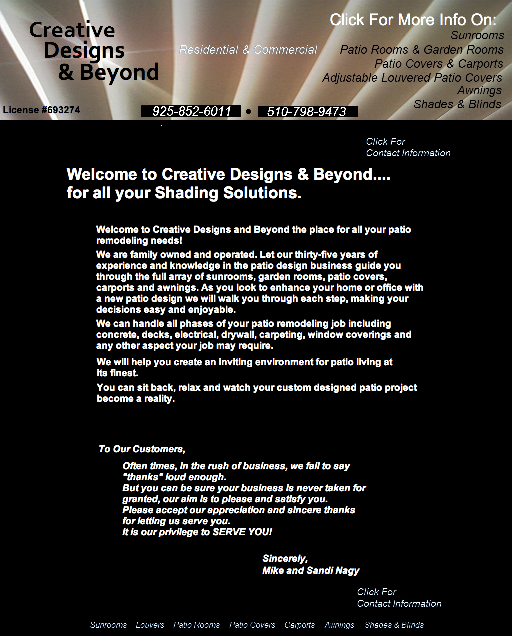 Creative
Designs
& Beyond
License #693274
Residential & Commercial
925-852-6011 • 510-798-9473
Click For More Info On:
Sunrooms
Patio Rooms & Garden Rooms
Patio Covers & Carports
Adjustable Louvered Patio Covers
Awnings
Shades & Blinds
Click For
Contact Information
Welcome to Creative Designs & Beyond....
for all your Shading Solutions.
Welcome to Creative Designs and Beyond the place for all your patio
remodeling needs!
We are family owned and operated. Let our thirty-five years of
experience and knowledge in the patio design business guide you
through the full array of sunrooms, garden rooms, patio covers,
carports and awnings. As you look to enhance your home or office with
a new patio design we will walk you through each step, making your
decisions easy and enjoyable.
We can handle all phases of your patio remodeling job including
concrete, decks, electrical, drywall, carpeting, window coverings and
any other aspect your job may require.
We will help you create an inviting environment for patio living at
its finest.
You can sit back, relax and watch your custom designed patio project
become a reality.
To Our Customers,
Often times, in the rush of business, we fail to say
"thanks" loud enough.
But you can be sure your business is never taken for
granted, our aim is to please and satisfy you.
Please accept our appreciation and sincere thanks
for letting us serve you.
It is our privilege to SERVE YOU!
Sincerely,
Mike and Sandi Nagy
Click For
Contact Information
Sunrooms Louvers Patio Rooms Patio Covers Carports Awnings Shades & Blinds